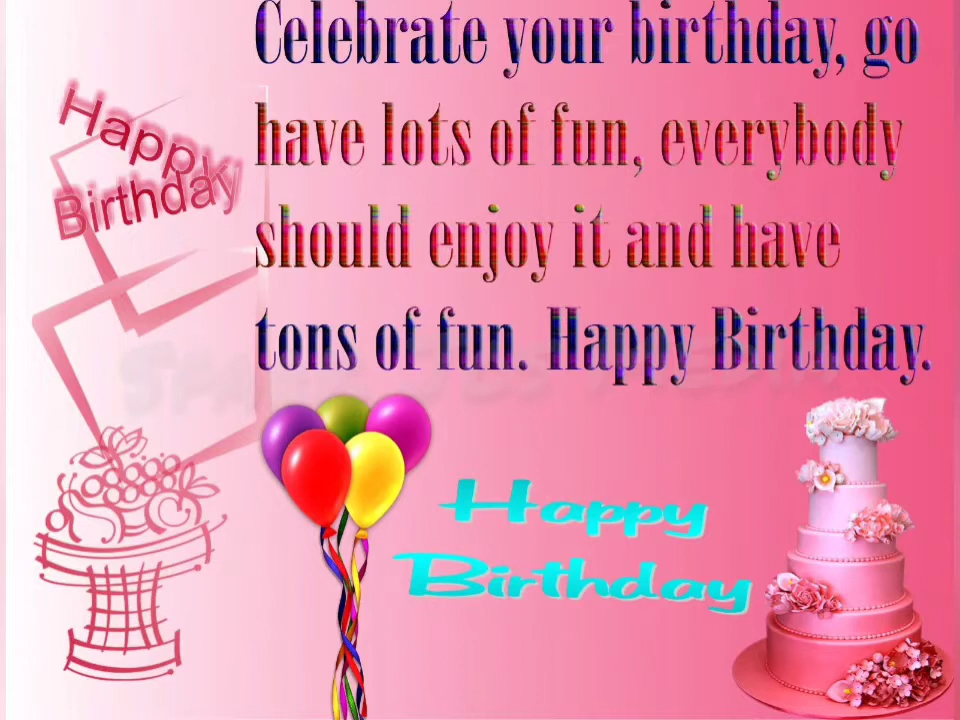 Celebrate your birthday, go
have lots of fun, everybody
should enjoy it and have
tons of fun. Happy Birthday.
Happy
Birthday
Happy
Birthday